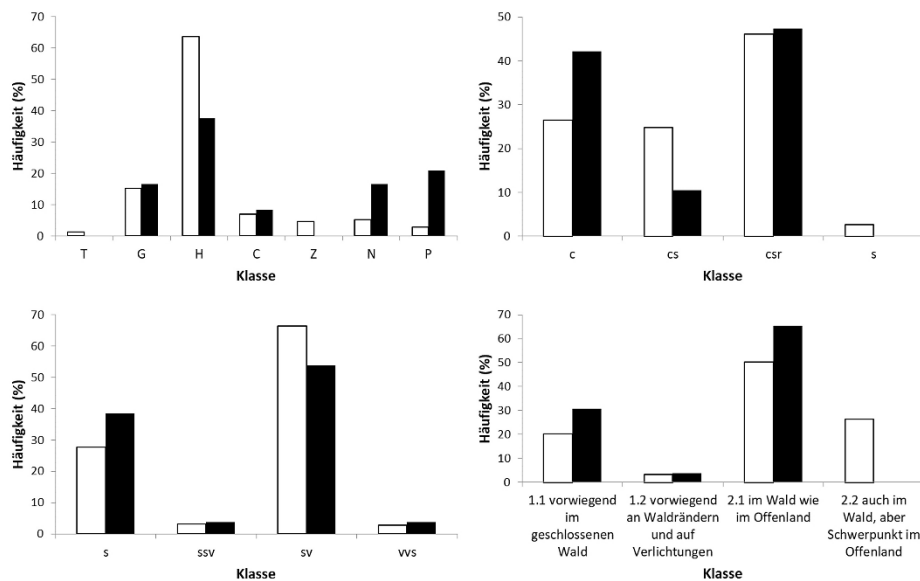 70
60
50
40
30
20
10
0
Häufigkeit (%)
T G H C Z N P
Klasse
50
40
30
20
10
0
Häufigkeit (%)
c cs csr s
Klasse
70
60
50
40
30
20
10
0
Häufigkeit (%)
s ssv sv vvs
Klasse
70
60
50
40
30
20
10
0
Häufigkeit (%)
1.1 vorwiegend
im
geschlossenen
Wald
1.2 vorwiegend
an Waldrändern
und auf
Verlichtungen
2.1 im Wald wie
im Offenland
2.2 auch im
Wald, aber
Schwerpunkt im
Offenland
Klasse